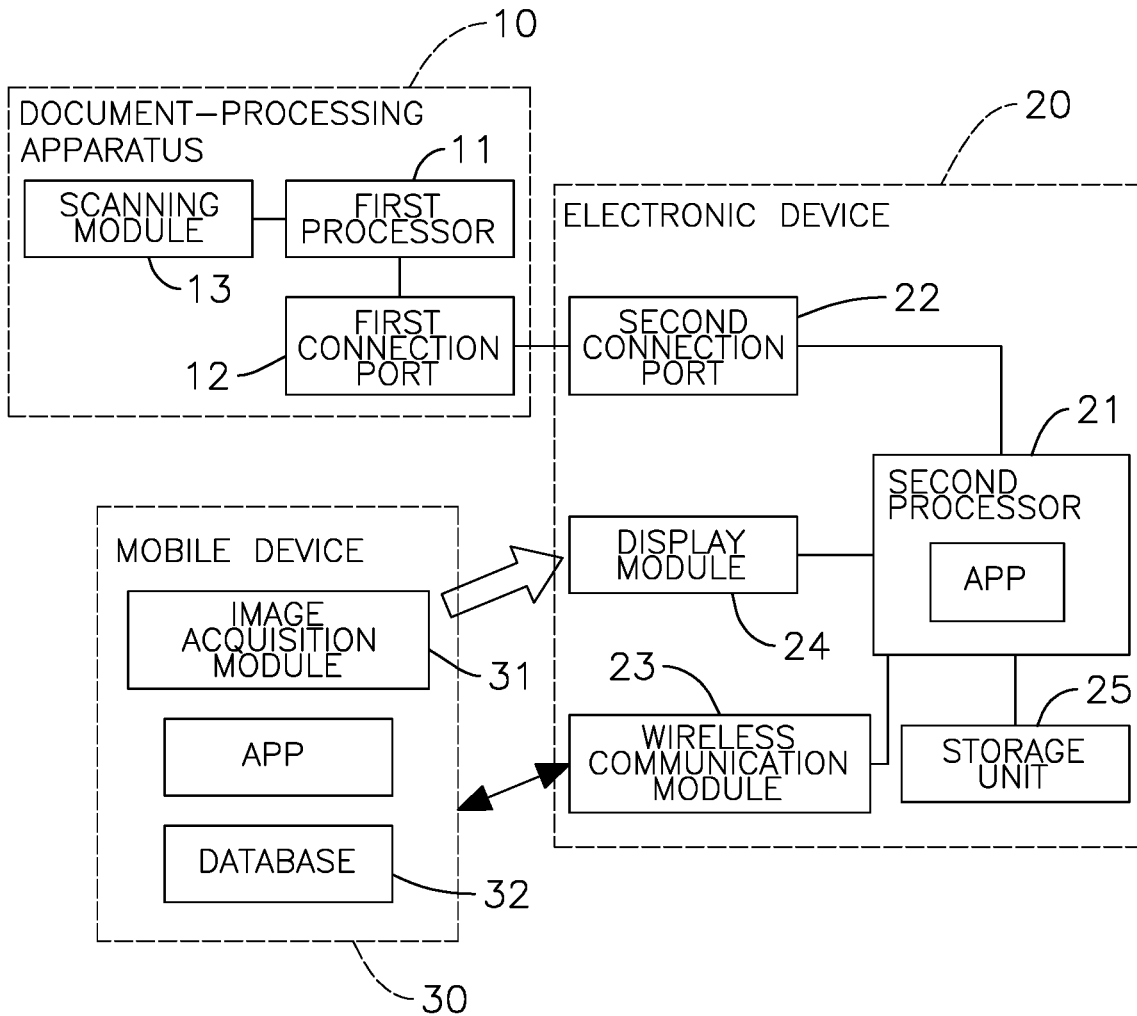 10
DOCUMENT-PROCESSING
APPARATUS
11
SCANNING
MODULE
FIRST
PROCESSOR
13
FIRST
CONNECTION
PORT
12
20
ELECTRONIC DEVICE
22
SECOND
CONNECTION
PORT
21
SECOND
PROCESSOR
APP
DISPLAY
MODULE
24
23
WIRELESS
COMMUNICATION
MODULE
25
STORAGE
UNIT
MOBILE DEVICE
IMAGE
ACQUISITION
MODULE
31
APP
DATABASE
32
30